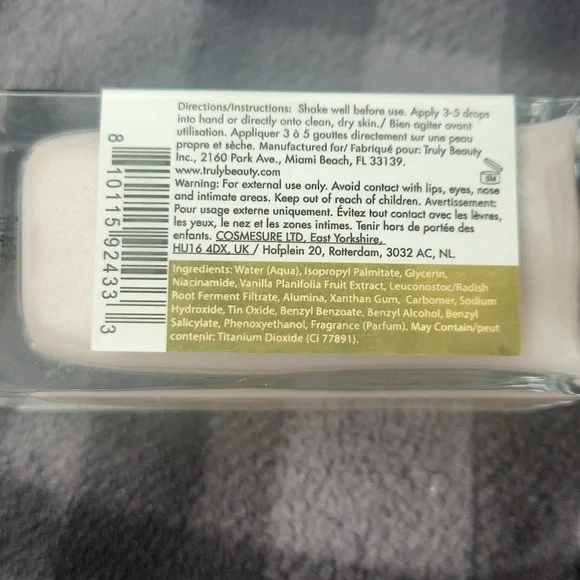 Directions/Instructions: Shake well before use. Apply 3-5 drops
into hand or directly onto clean, dry skin./ Bien agiter avant
utilisation. Appliquer 3 à 5 gouttes directement sur une peau
propre et sèche. Manufactured for/ Fabriqué pour: Truly Beauty
Inc., 2160 Park Ave., Miami Beach, FL 33139.
www.trulybeauty.com
6M
Warning: For external use only. Avoid contact with lips, eyes, nose
and intimate areas. Keep out of reach of children. Avertissement:
Pour usage externe uniquement. Évitez tout contact avec les lèvres,
les yeux, le nez et les zones intimes. Tenir hors de portée des
enfants. COSMESURE LTD, East Yorkshire,
HU16 4DX, UK / Hofplein 20, Rotterdam, 3032 AC, NL.
Ingredients: Water (Aqua), Isopropyl Palmitate, Glycerin,
Niacinamide, Vanilla Planifolia Fruit Extract, Leuconostoc/Radish
Root Ferment Filtrate, Alumina, Xanthan Gum, Carbomer, Sodium
Hydroxide, Tin Oxide, Benzyl Benzoate, Benzyl Alcohol, Benzyl
Salicylate, Phenoxyethanol, Fragrance (Parfum). May Contain/peut
contenir: Titanium Dioxide (CI 77891).
8 10115 92433 3